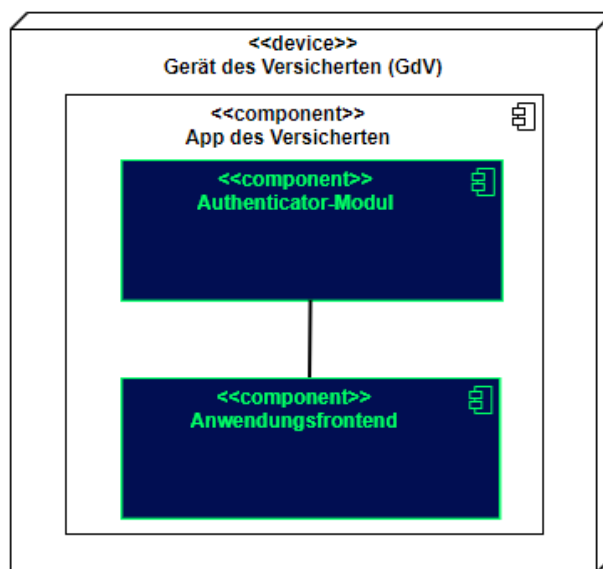 <<device>>
Gerät des Versicherten (GdV)
<<component>>
App des Versicherten
<<component>>
Authenticator-Modul
<<component>>
Anwendungsfrontend